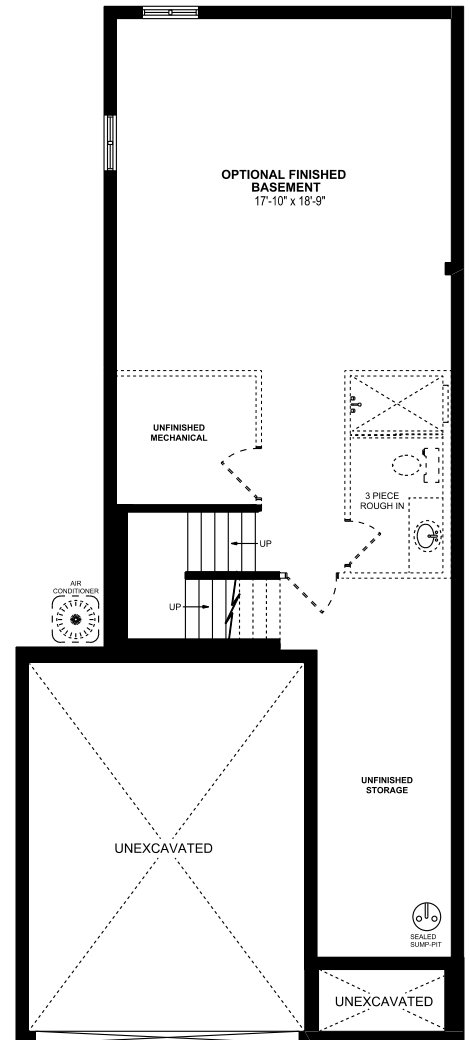 OPTIONAL FINISHED
BASEMENT
17'-10" x 18'-9"
UNFINISHED
MECHANICAL
3 PIECE
ROUGH IN
UP
AIR
CONDITIONER
UP
UNFINISHED
STORAGE
UNEXCAVATED
SEALED
SUMP-PIT
UNEXCAVATED